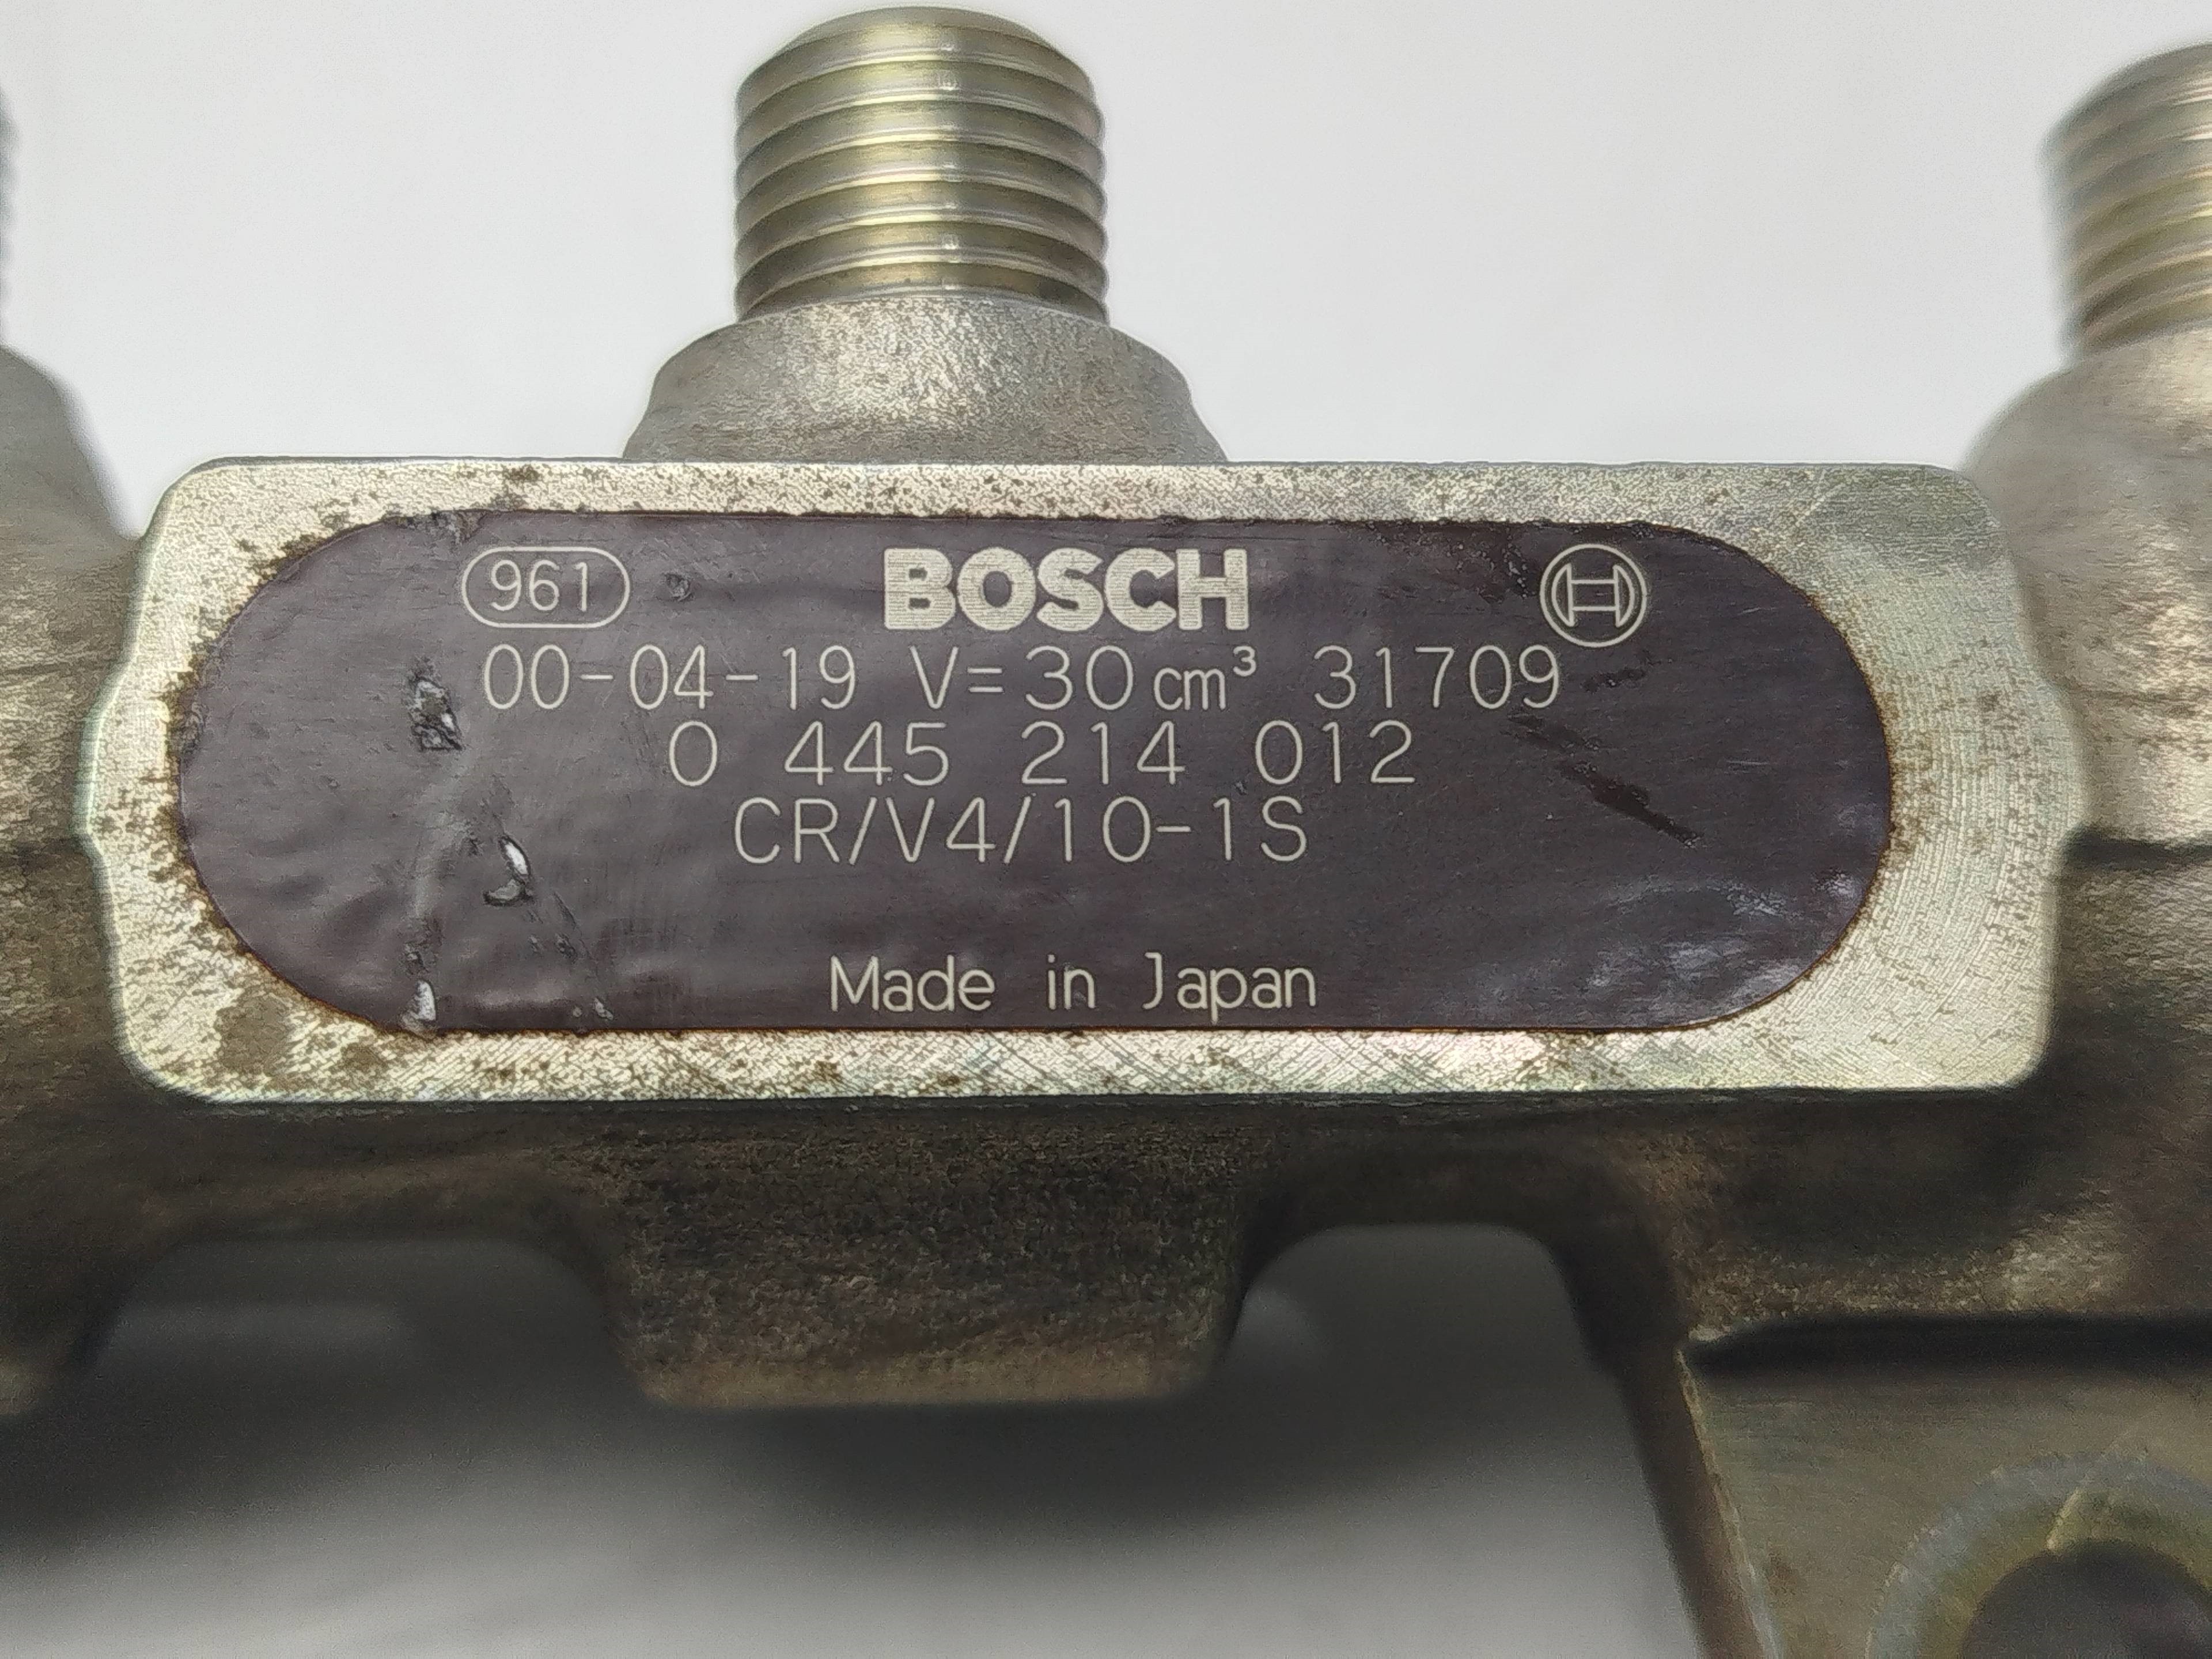 961 BOSCH
00-04-19 V=30cm³ 31709
0 445 214 012
CR/V4/10-1S
Made in Japan